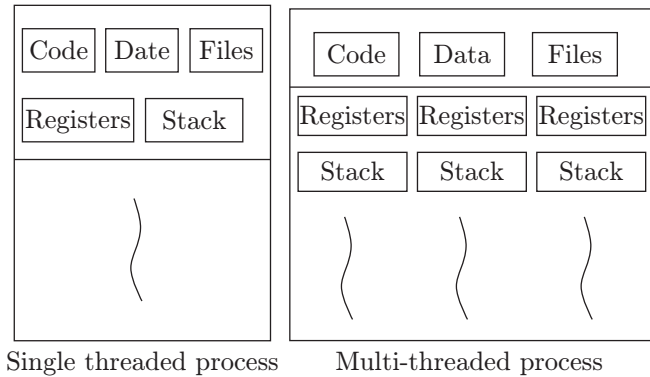 Code Date Files
Registers Stack
Single threaded process
Code Data Files
Registers Registers Registers
Stack Stack Stack
Multi-threaded process